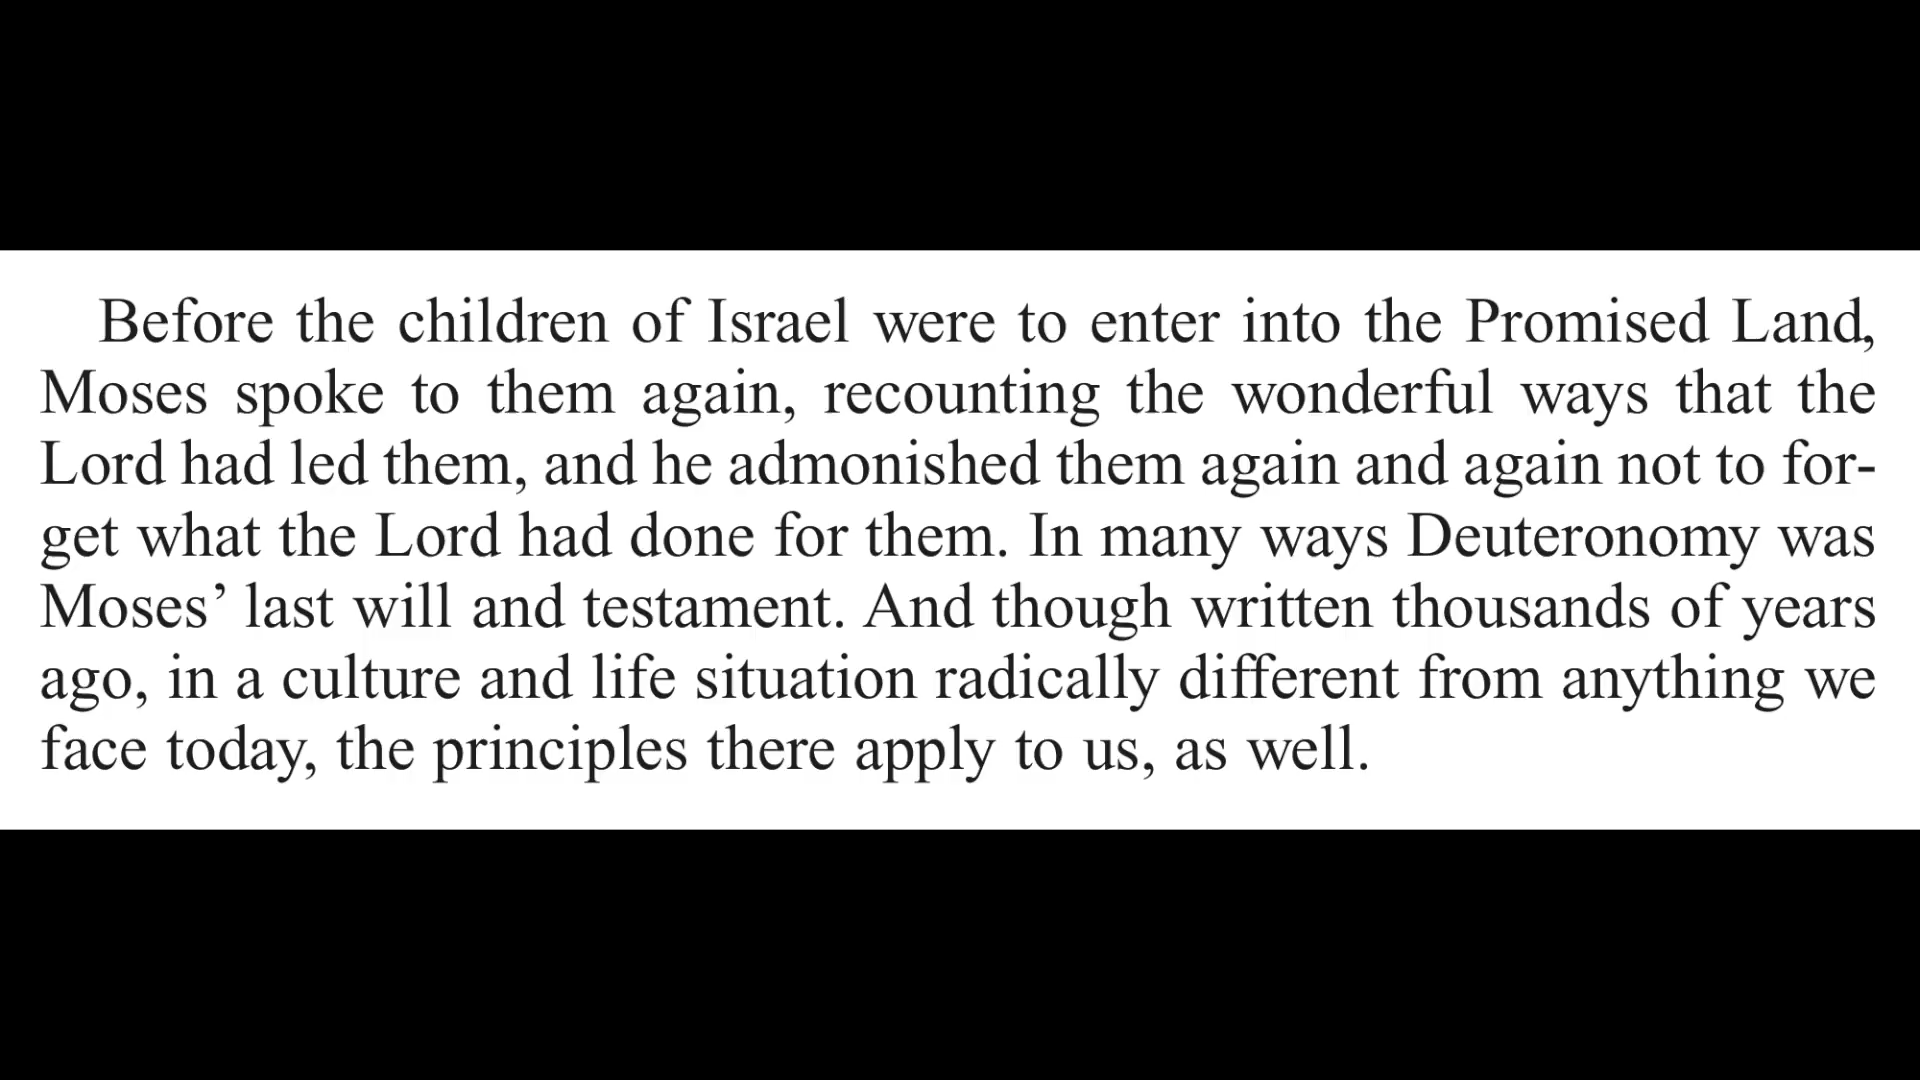 Before the children of Israel were to enter into the Promised Land,
Moses spoke to them again, recounting the wonderful ways that the
Lord had led them, and he admonished them again and again not to for-
get what the Lord had done for them. In many ways Deuteronomy was
Moses’ last will and testament. And though written thousands of years
ago, in a culture and life situation radically different from anything we
face today, the principles there apply to us, as well.